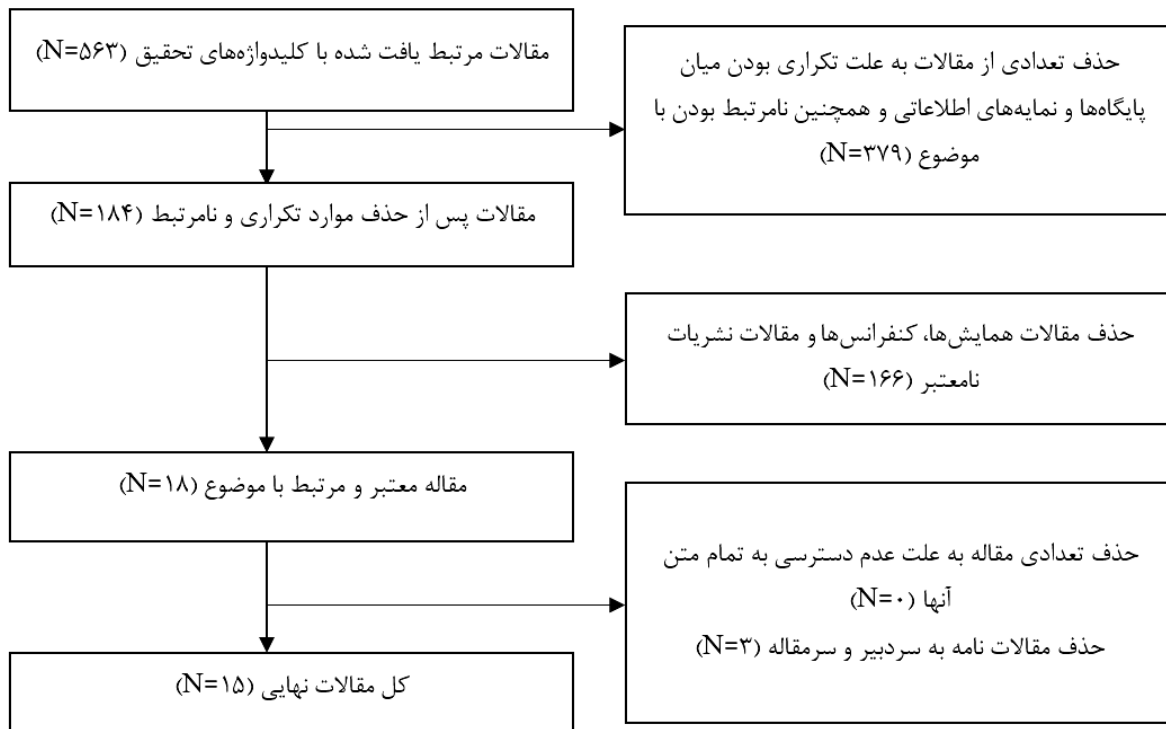 مقالات مرتبط یافت شده با کلیدواژه‌های تحقیق (N=۵۶۳)
حذف تعدادی از مقالات به علت تکراری بودن میان
پایگاه‌ها و نمایه‌های اطلاعاتی و همچنین نامرتبط بودن با
موضوع (N=۳۷۹)
مقالات پس از حذف موارد تکراری و نامرتبط (N=۱۸۴)
حذف مقالات همایش‌ها، کنفرانس‌ها و مقالات نشریات
نامعتبر (N=۱۶۶)
مقاله معتبر و مرتبط با موضوع (N=۱۸)
حذف تعدادی مقاله به علت عدم دسترسی به تمام متن
آنها (N=۰)
حذف مقالات نامه به سردبیر و سرمقاله (N=۳)
کل مقالات نهایی (N=۱۵)